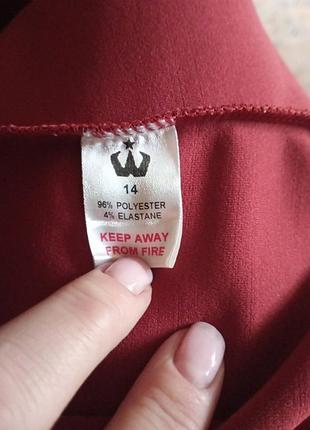 14
96% POLYESTER
4% ELASTANE
KEEP AWAY
FROM FIRE